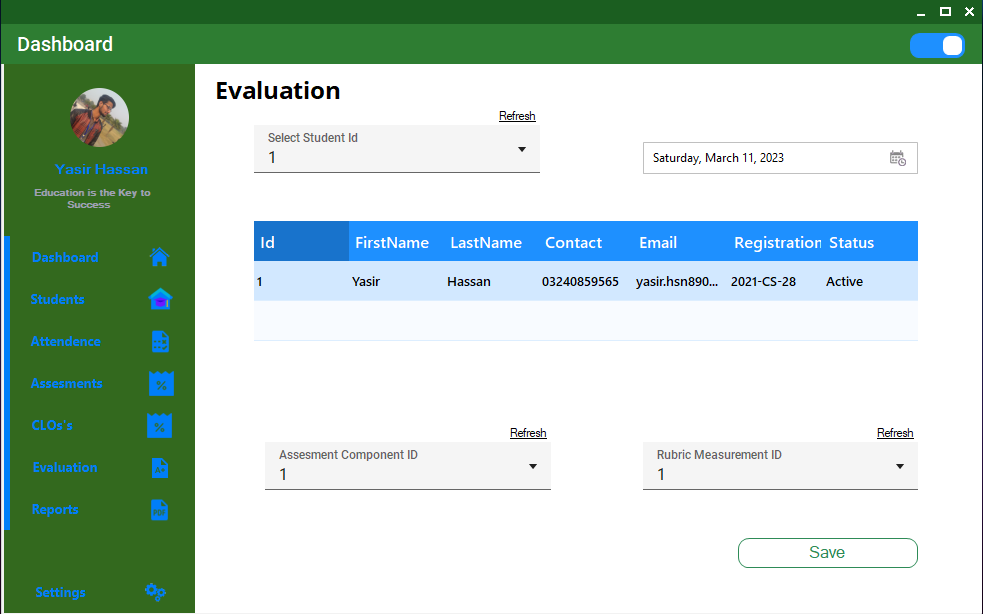 Dashboard
Yasir Hassan
Education is the Key to
Success
Dashboard
Students
Attendence
Assesments
CLOs's
Evaluation
Reports
Settings
Evaluation
Refresh
Select Student Id
1
Saturday, March 11, 2023
Id FirstName LastName Contact Email Registration Status
1 Yasir Hassan 03240859565 yasir.hsn890... 2021-CS-28 Active
Refresh
Assesment Component ID
1
Refresh
Rubric Measurement ID
1
Save